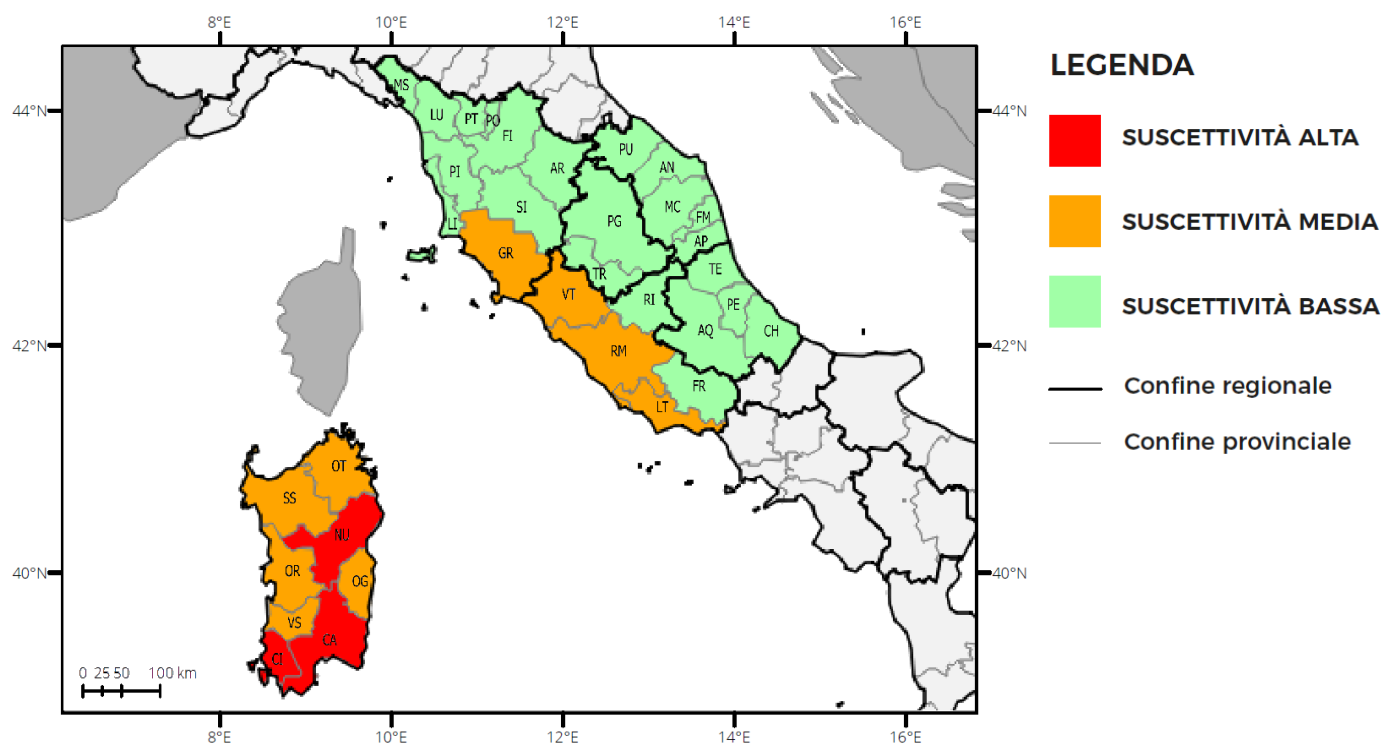 8°E 10°E 12°E 14°E 16°E
LEGENDA
44°N 44°N
SUSCETTIVITÀ ALTA
SUSCETTIVITÀ MEDIA
SUSCETTIVITÀ BASSA
Confine regionale
Confine provinciale
MS
LU PT PO
FI
PU
PI AR AN
SI PG MC FM
LI
AP
GR TR TE
VT RI PE
AQ CH
42°N 42°N
RM
FR
LT
OT
SS
NU
40°N OR OG 40°N
VS
CA
CI
0 25 50 100 km
8°E 10°E 12°E 14°E 16°E